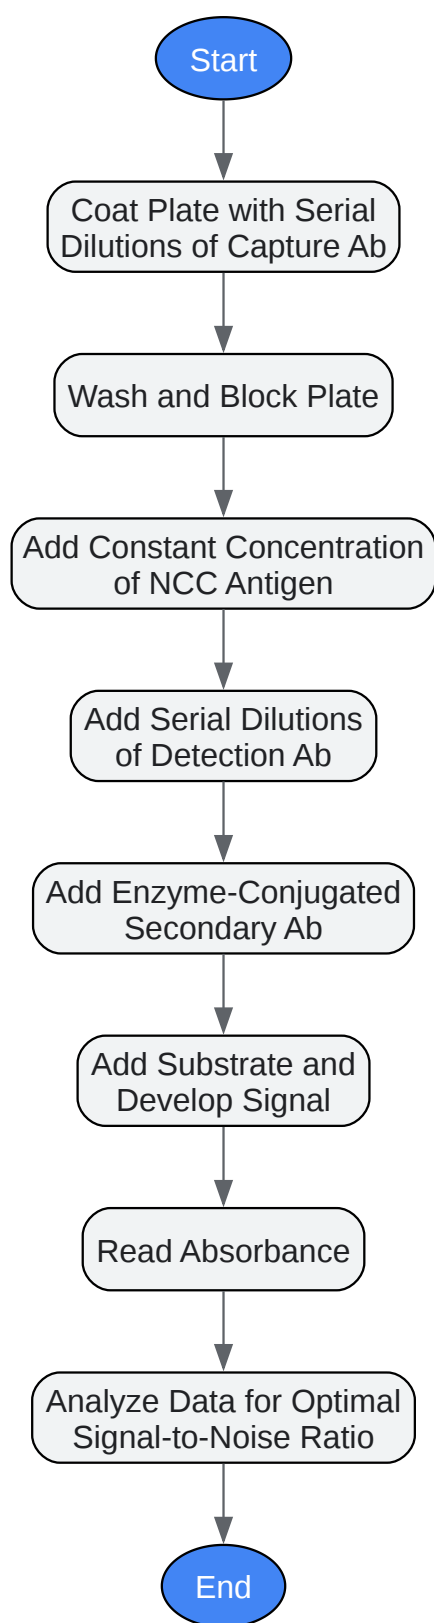 Start
Coat Plate with Serial
Dilutions of Capture Ab
Wash and Block Plate
Add Constant Concentration
of NCC Antigen
Add Serial Dilutions
of Detection Ab
Add Enzyme-Conjugated
Secondary Ab
Add Substrate and
Develop Signal
Read Absorbance
Analyze Data for Optimal
Signal-to-Noise Ratio
End